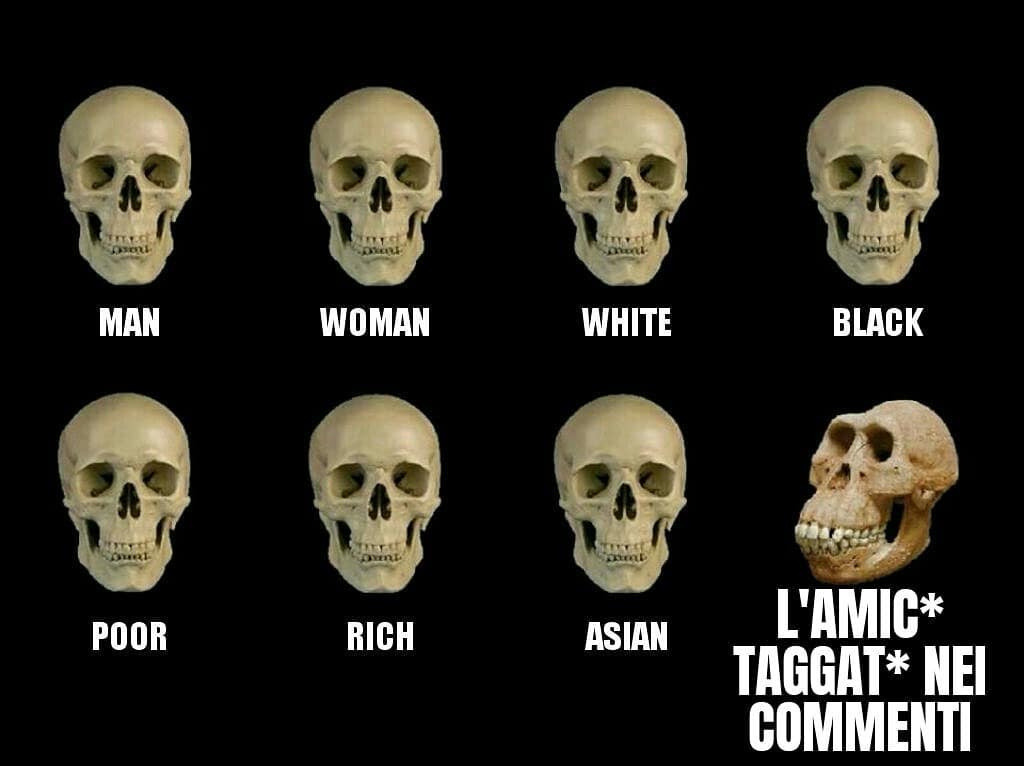 MAN WOMAN WHITE BLACK
POOR RICH ASIAN
L'AMIC*
TAGGAT* NEI
COMMENTI